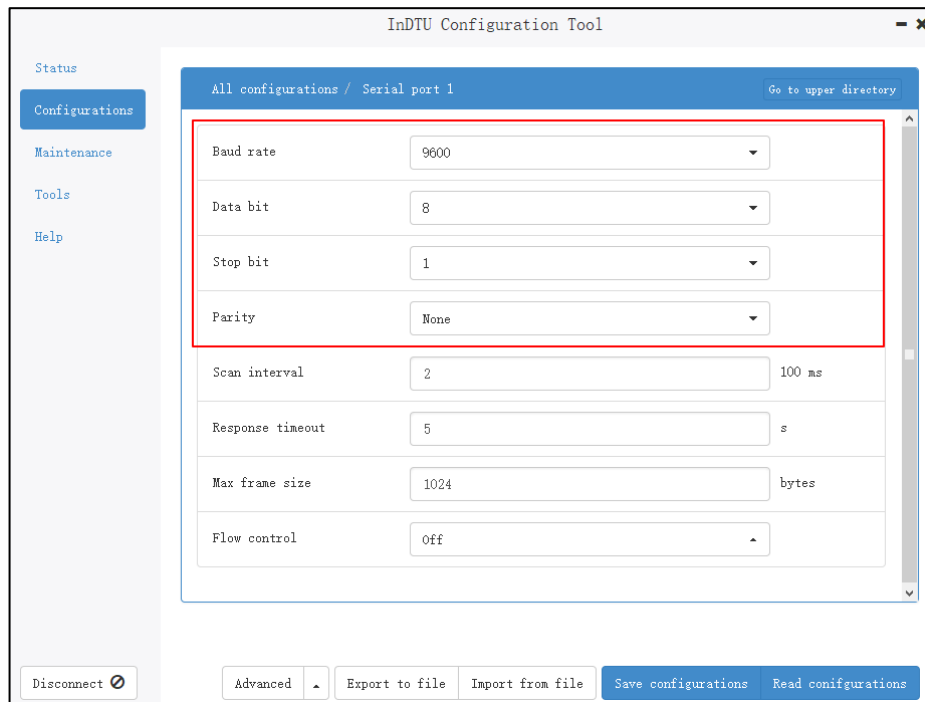 InDTU Configuration Tool
Status
Configurations
Maintenance
Tools
Help
All configurations / Serial port 1
Go to upper directory
Baud rate 9600
Data bit 8
Stop bit 1
Parity None
Scan interval 2 100 ms
Response timeout 5 s
Max frame size 1024 bytes
Flow control Off
Disconnect Advanced Export to file Import from file Save configurations Read conifgurations